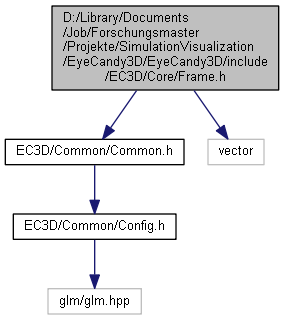 D:/Library/Documents
/Job/Forschungsmaster
/Projekte/SimulationVisualization
/EyeCandy3D/EyeCandy3D/include
/EC3D/Core/Frame.h
EC3D/Common/Common.h
vector
EC3D/Common/Config.h
glm/glm.hpp